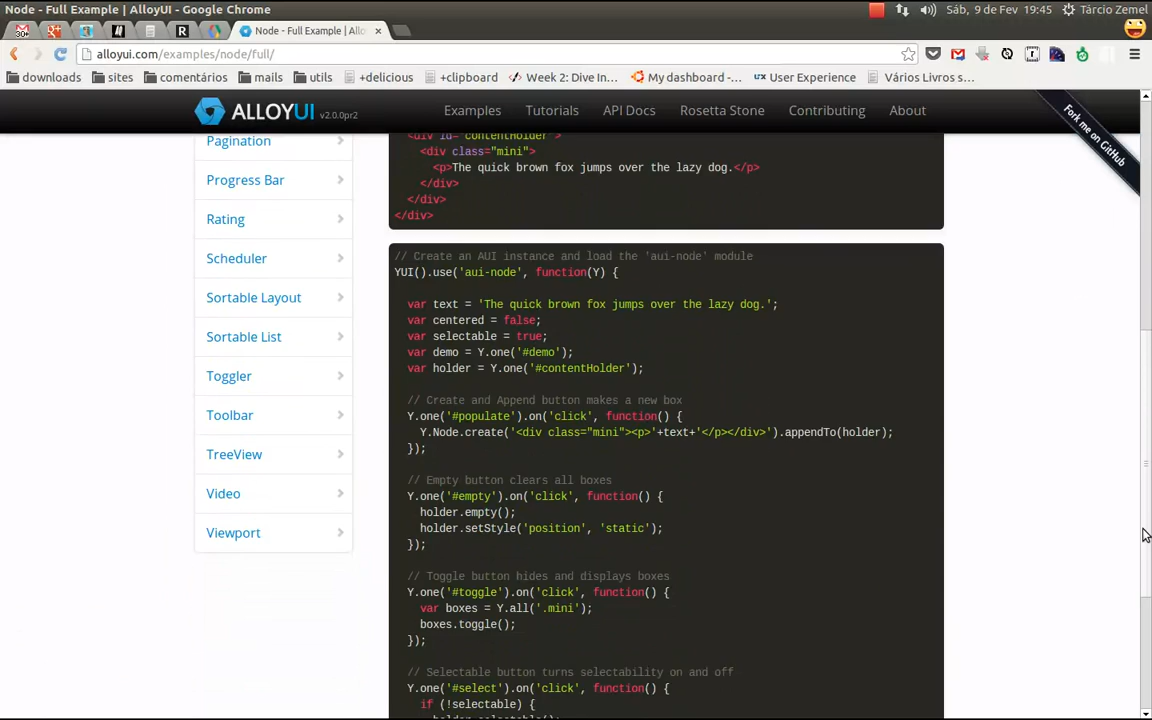 Node - Full Example | AlloyUI - Google Chrome
Sáb, 9 de Fev 19:45
Tárcio Zemel
30+
R
Node - Full Example | Allo
alloyui.com/examples/node/full/
downloads
sites
comentários
mails
utils
+delicious
+clipboard
Week 2: Dive In...
My dashboard -...
UX User Experience
Vários Livros s...
ALLOYUI v2.0.0pr2
Examples
Tutorials
API Docs
Rosetta Stone
Contributing
About
Fork me on GitHub
Pagination
Progress Bar
Rating
Scheduler
Sortable Layout
Sortable List
Toggler
Toolbar
TreeView
Video
Viewport
<div id="contentHolder">
<div class="mini">
<p>The quick brown fox jumps over the lazy dog.</p>
</div>
</div>
</div>
// Create an AUI instance and load the 'aui-node' module
YUI().use('aui-node', function(Y) {
var text = 'The quick brown fox jumps over the lazy dog.';
var centered = false;
var selectable = true;
var demo = Y.one('#demo');
var holder = Y.one('#contentHolder');
// Create and Append button makes a new box
Y.one('#populate').on('click', function() {
Y.Node.create('<div class="mini"><p>'+text+'</p></div>').appendTo(holder);
});
// Empty button clears all boxes
Y.one('#empty').on('click', function() {
holder.empty();
holder.setStyle('position', 'static');
});
// Toggle button hides and displays boxes
Y.one('#toggle').on('click', function() {
var boxes = Y.all('.mini');
boxes.toggle();
});
// Selectable button turns selectability on and off
Y.one('#select').on('click', function() {
if (!selectable) {
holder.selectable();